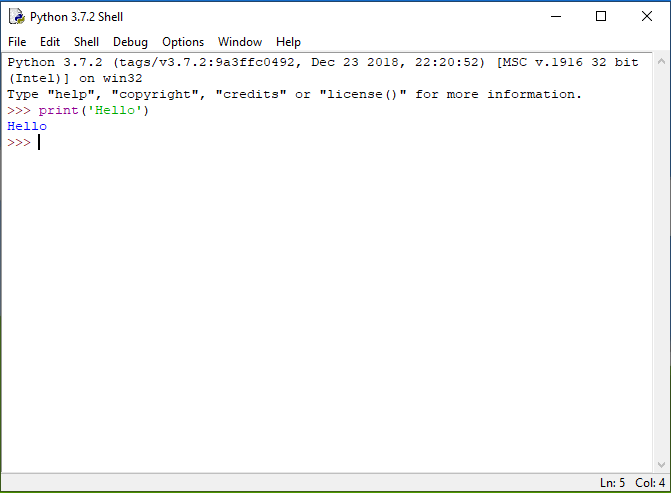 Python 3.7.2 Shell
File Edit Shell Debug Options Window Help
Python 3.7.2 (tags/v3.7.2:9a3ffc0492, Dec 23 2018, 22:20:52) [MSC v.1916 32 bit
(Intel)] on win32
Type "help", "copyright", "credits" or "license()" for more information.
>>> print('Hello')
Hello
>>>
Ln: 5 Col: 4